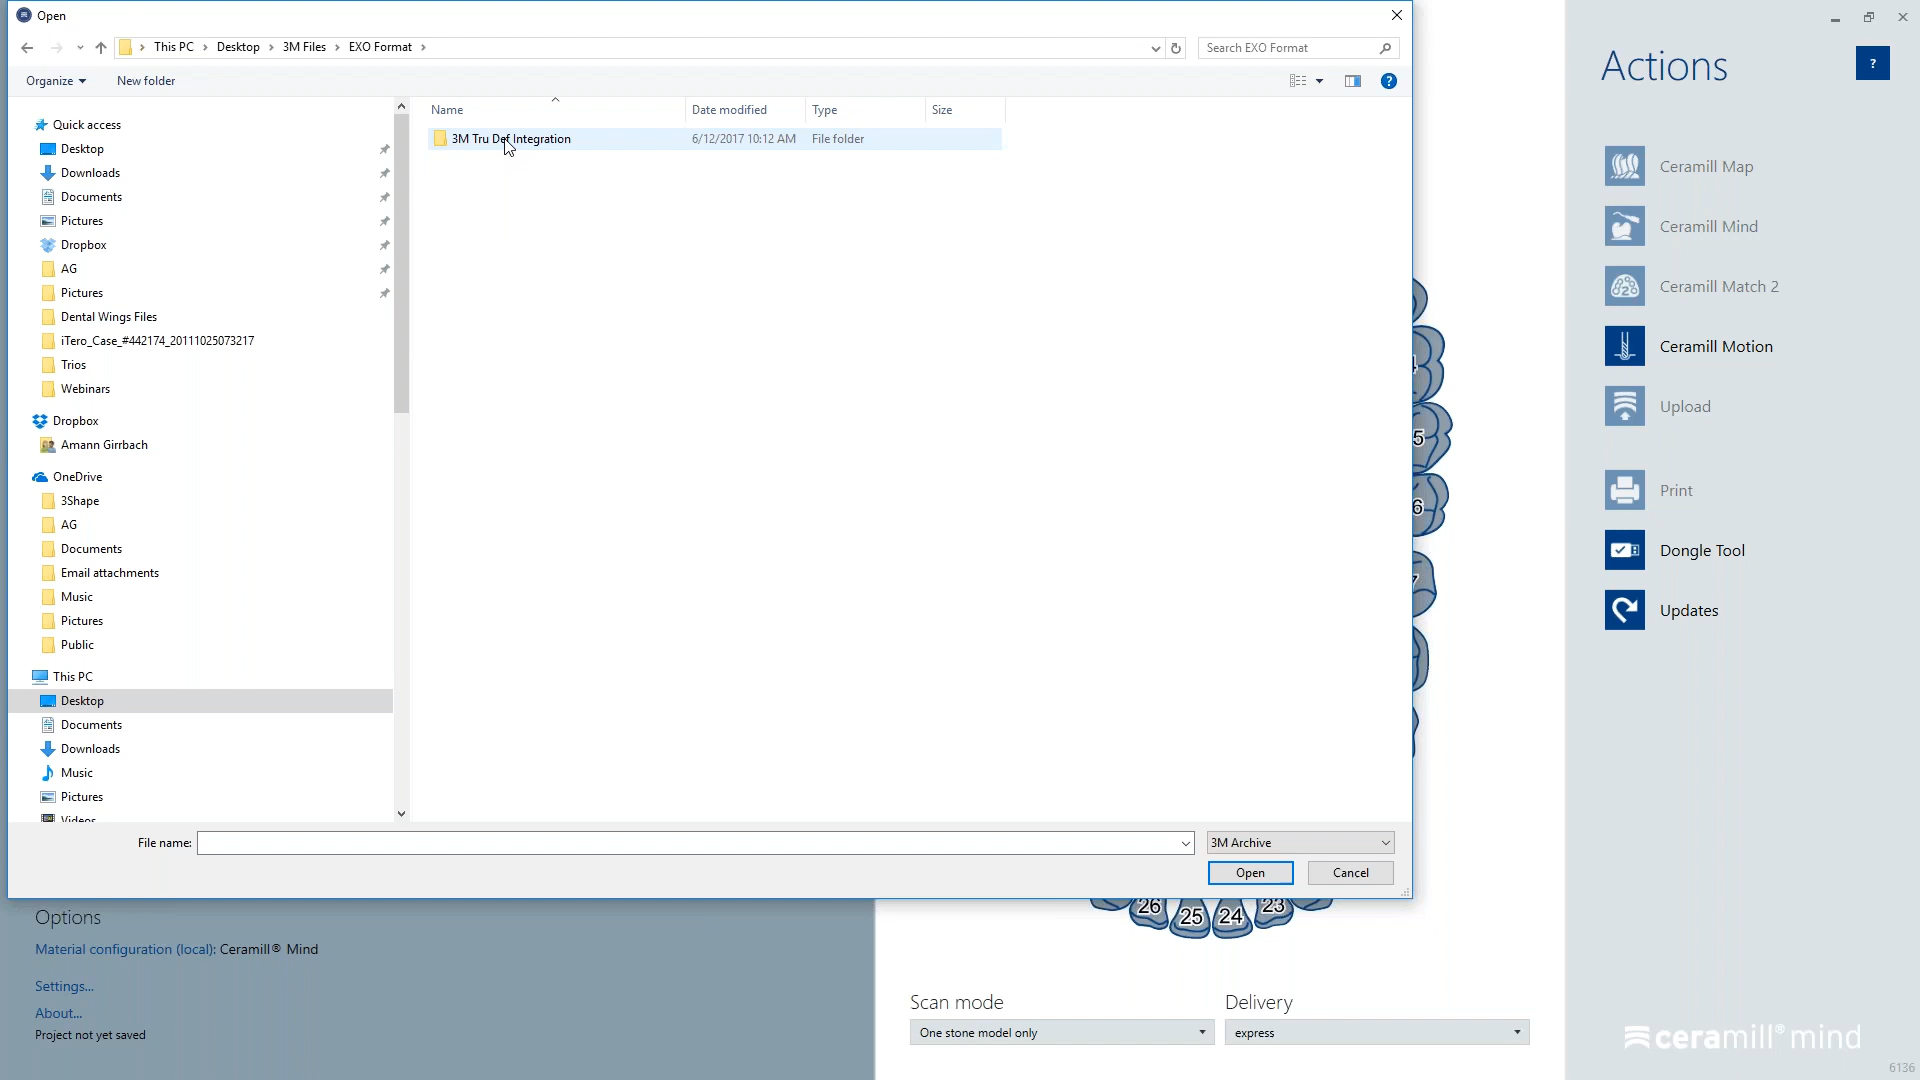 Open
This PC
Desktop
3M Files
EXO Format
Search EXO Format
Organize
New folder
?
Name
Date modified
Type
Size
3M Tru Def Integration
6/12/2017 10:12 AM
File folder
Quick access
Desktop
Downloads
Documents
Pictures
Dropbox
AG
Pictures
Dental Wings Files
iTero_Case_#442174_20111025073217
Trios
Webinars
Dropbox
Amann Girrbach
OneDrive
3Shape
AG
Documents
Email attachments
Music
Pictures
Public
This PC
Desktop
Documents
Downloads
Music
Pictures
Videos
File name:
3M Archive
Open
Cancel
4
5
6
7
26
25
24
23
Options
Material configuration (local): Ceramill® Mind
Settings...
About...
Project not yet saved
Scan mode
One stone model only
Delivery
express
Actions
?
Ceramill Map
Ceramill Mind
Ceramill Match 2
Ceramill Motion
Upload
Print
Dongle Tool
Updates
ceramill® mind
6136